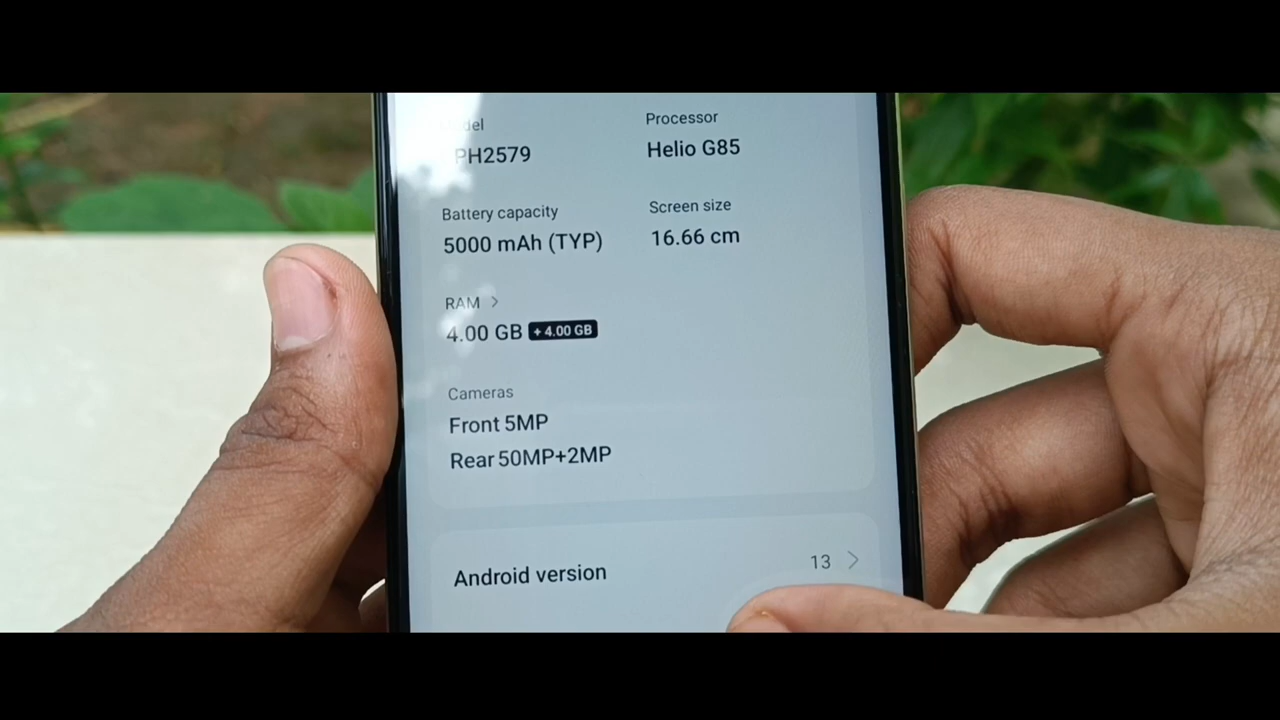 Processor
PH2579
Helio G85
Battery capacity
Screen size
5000 mAh (TYP)
16.66 cm
RAM >
4.00 GB + 4.00 GB
Cameras
Front 5MP
Rear 50MP+2MP
Android version
13 >